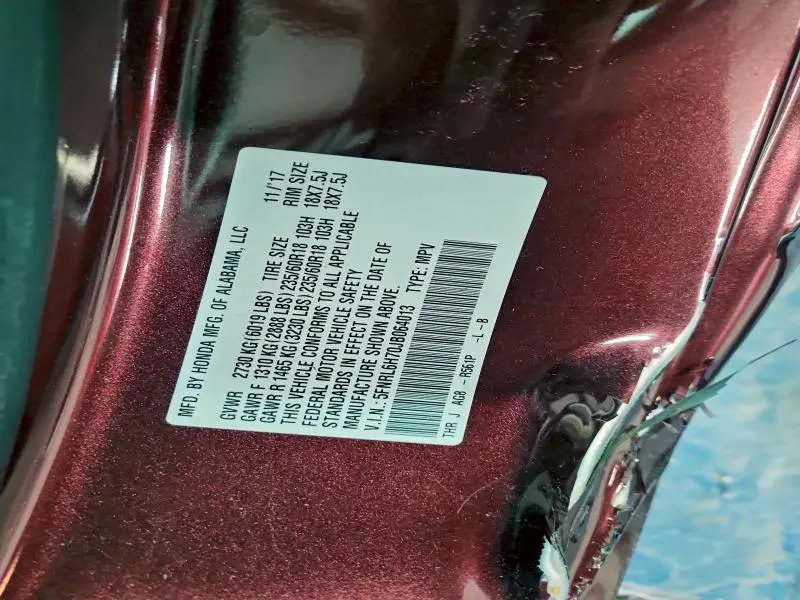 MFD. BY HONDA MFG. OF ALABAMA, LLC
11/'17
GVWR 2730 KG(6019 LBS) TIRE SIZE RIM SIZE
GAWR F 1310 KG(2888 LBS) 235/60R18 103H 18X7.5J
GAWR R 1465 KG(3230 LBS) 235/60R18 103H 18X7.5J
THIS VEHICLE CONFORMS TO ALL APPLICABLE
FEDERAL MOTOR VEHICLE SAFETY
STANDARDS IN EFFECT ON THE DATE OF
MANUFACTURE SHOWN ABOVE.
V.I.N.: 5FNRL6H70JB064013 TYPE: MPV
THR J AG8 -R561P -L-B